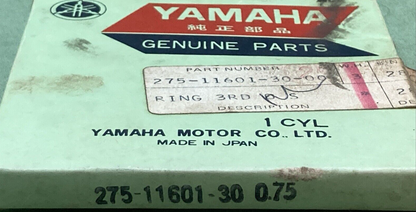 YAMAHA
純正部品
GENUINE PARTS
PART NUMBER
275-11601-30-00
RING 3RD O/S
DESCRIPTION
1 CYL
YAMAHA MOTOR CO., LTD.
MADE IN JAPAN
275-11601-30 0.75